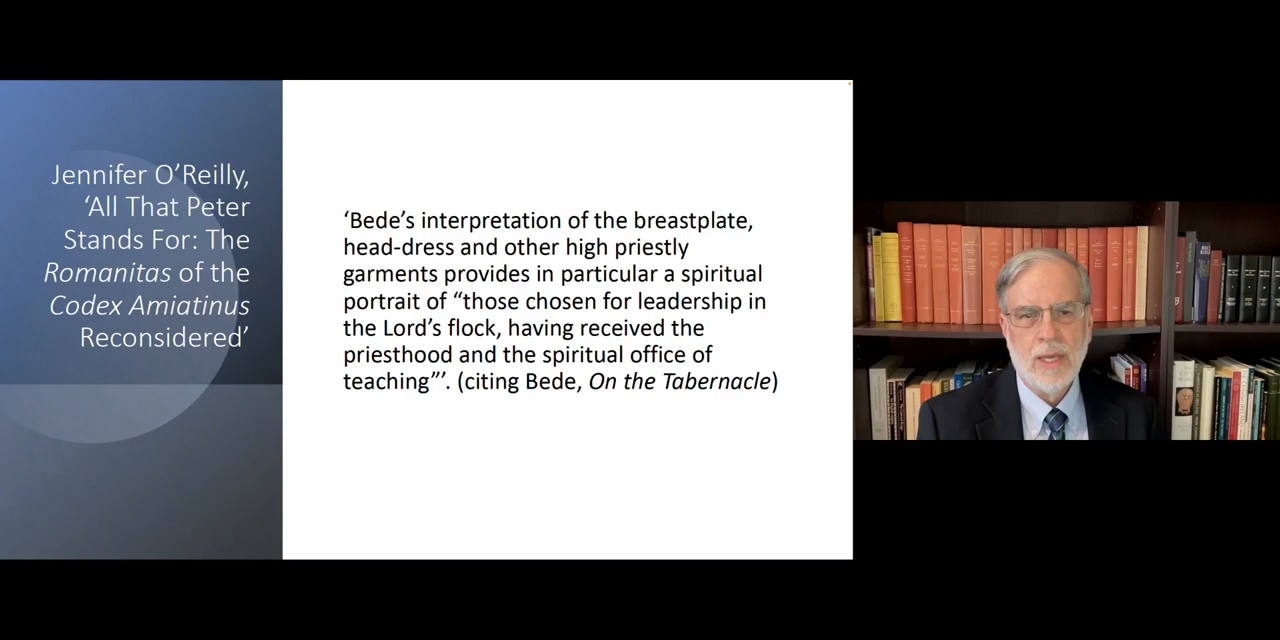 Jennifer O’Reilly,
‘All That Peter
Stands For: The
Romanitas of the
Codex Amiatinus
Reconsidered’
‘Bede’s interpretation of the breastplate,
head-dress and other high priestly
garments provides in particular a spiritual
portrait of “those chosen for leadership in
the Lord’s flock, having received the
priesthood and the spiritual office of
teaching”’. (citing Bede, On the Tabernacle)